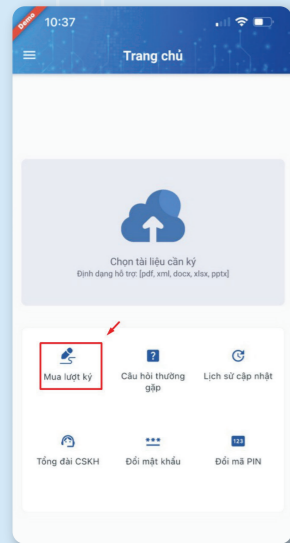 Demo
10:37
Trang chủ
Chọn tài liệu cần ký
Định dạng hỗ trợ: [pdf, xml, docx, xlsx, pptx]
Mua lượt ký
Câu hỏi thường gặp
Lịch sử cập nhật
Tổng đài CSKH
Đổi mật khẩu
123
Đổi mã PIN